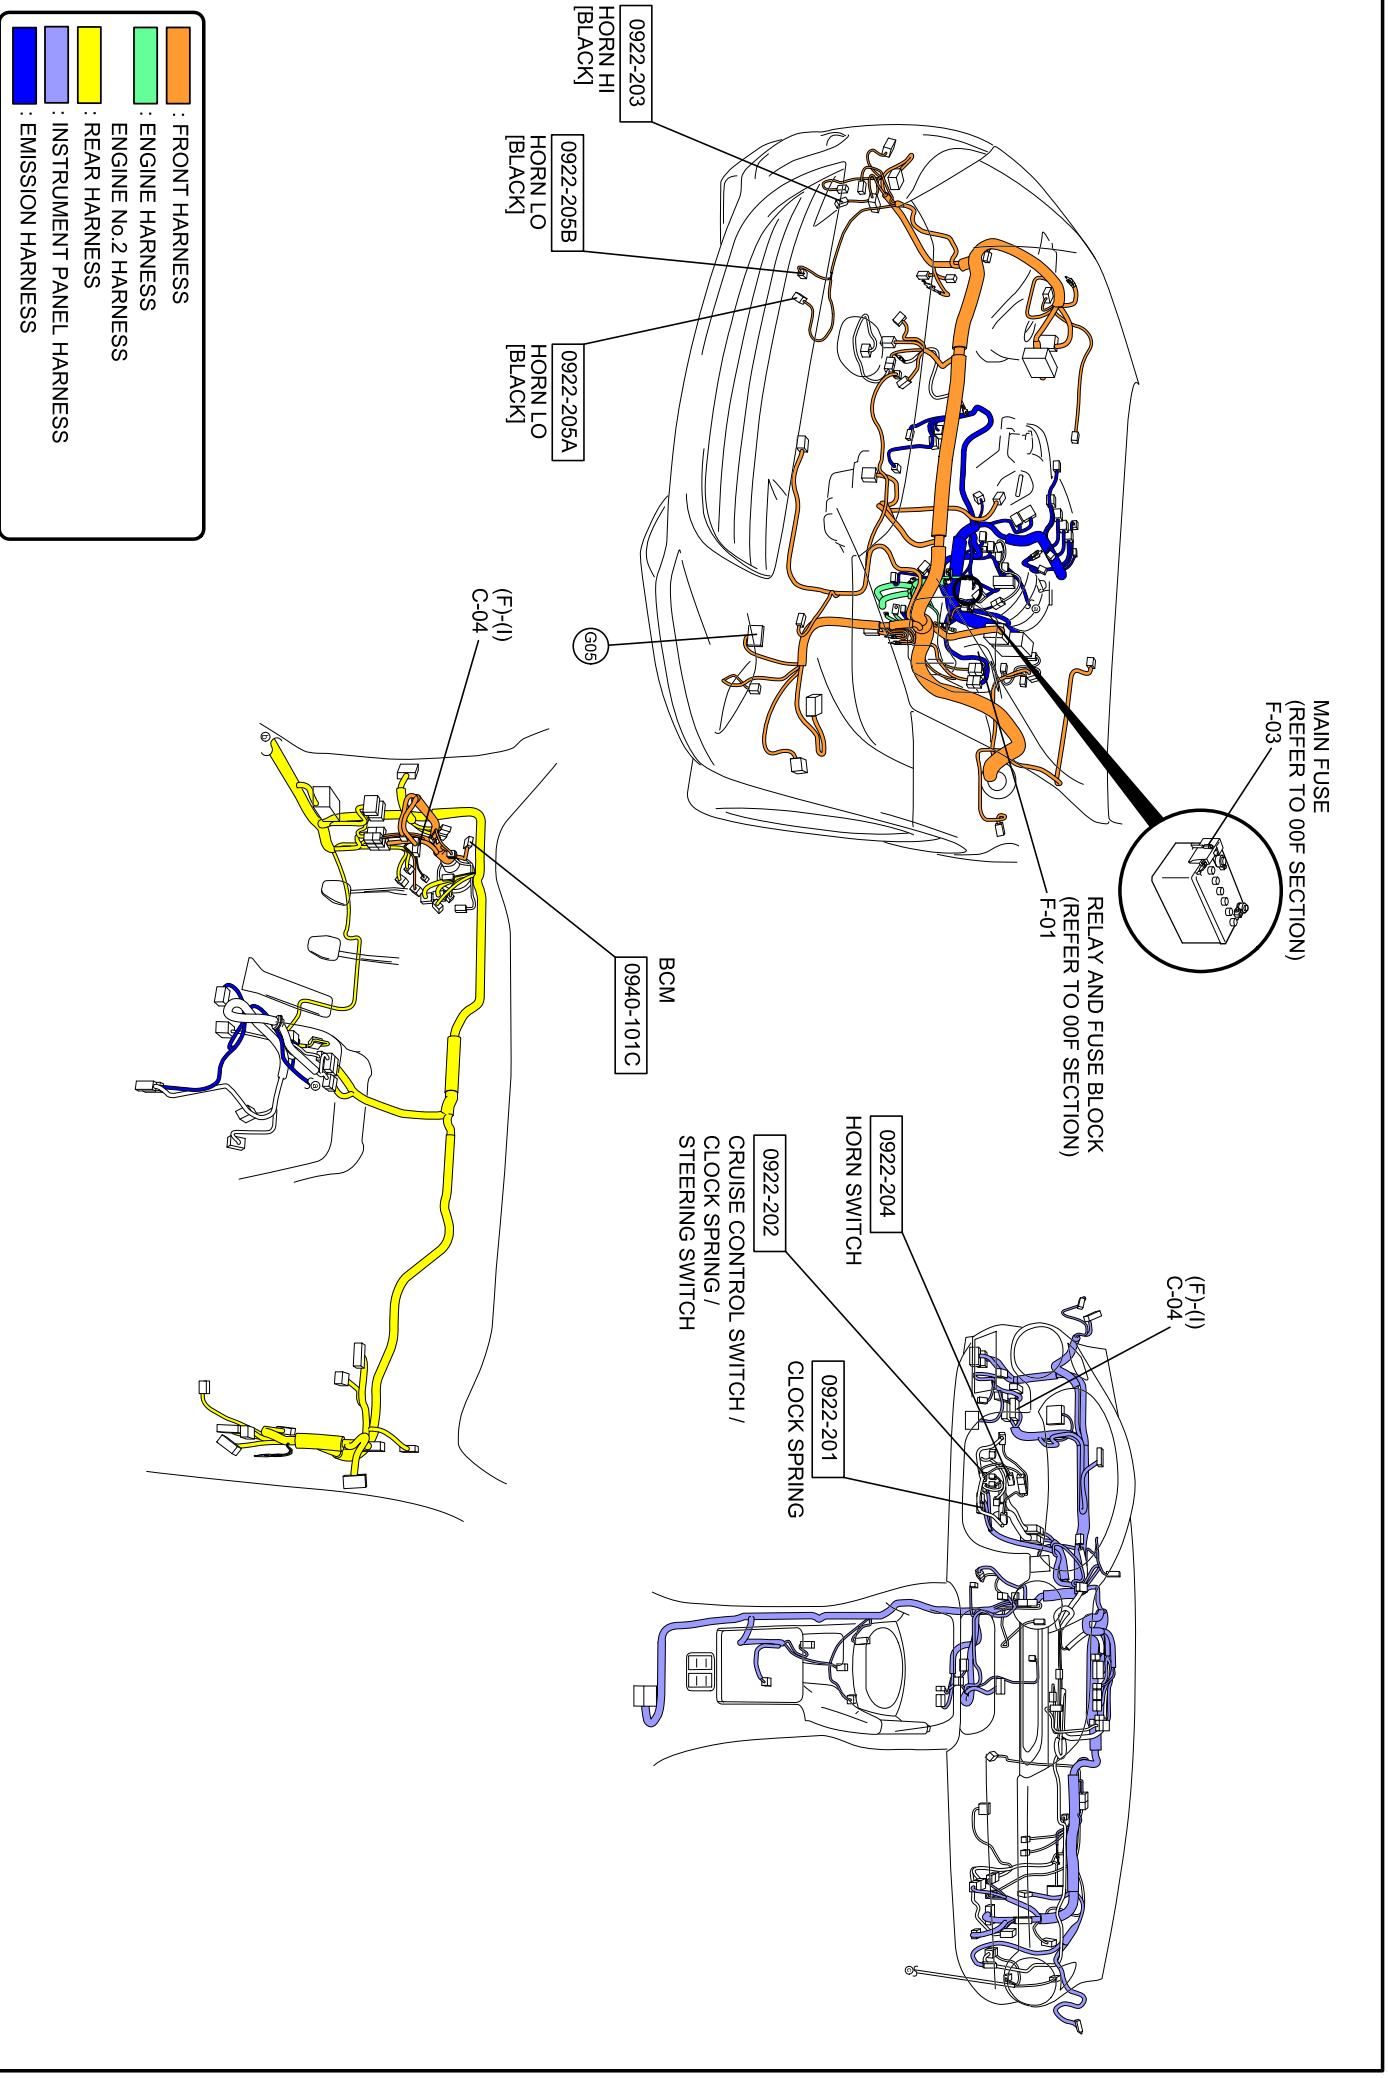 MAIN FUSE
(REFER TO 00F SECTION)
F-03
RELAY AND FUSE BLOCK
(REFER TO 00F SECTION)
F-01
0922-203
HORN HI
[BLACK]
0922-205B
HORN LO
[BLACK]
0922-205A
HORN LO
[BLACK]
G05
(F)-(I)
C-04
0922-204
HORN SWITCH
0922-202
CRUISE CONTROL SWITCH /
CLOCK SPRING /
STEERING SWITCH
0922-201
CLOCK SPRING
(F)-(I)
C-04
BCM
0940-101C
: FRONT HARNESS
: ENGINE HARNESS
ENGINE No.2 HARNESS
: REAR HARNESS
: INSTRUMENT PANEL HARNESS
: EMISSION HARNESS